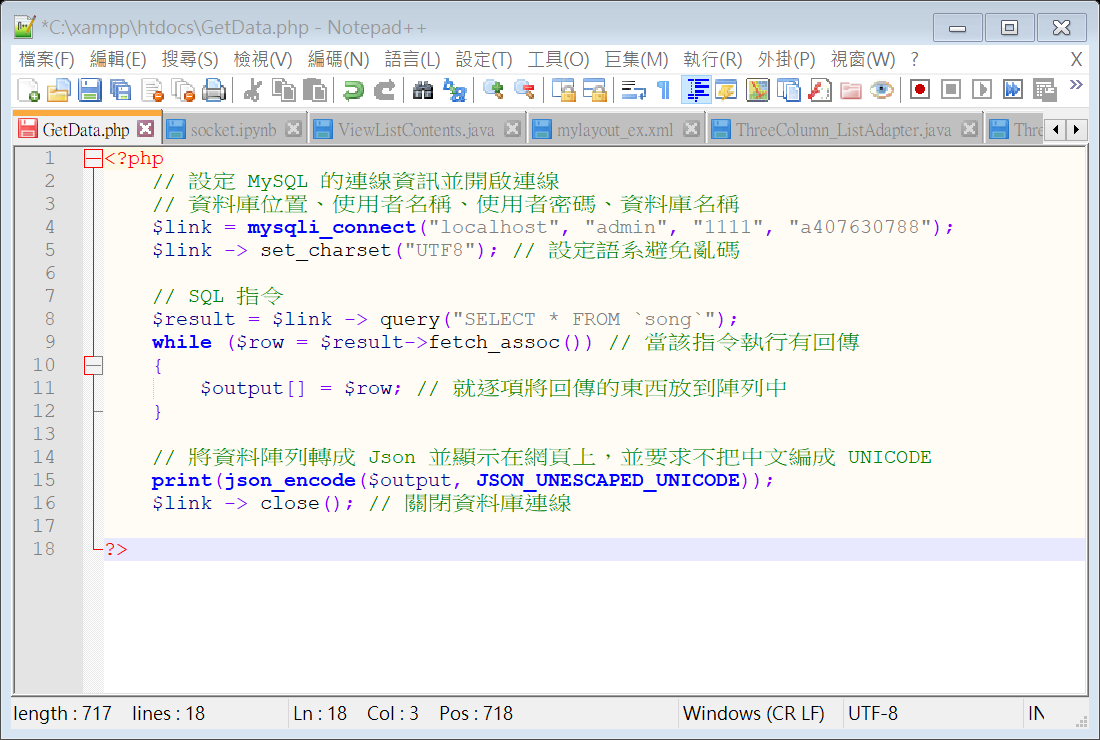 *C:\xampp\htdocs\GetData.php - Notepad++
檔案(F) 編輯(E) 搜尋(S) 檢視(V) 編碼(N) 語言(L) 設定(T) 工具(O) 巨集(M) 執行(R) 外掛(P) 視窗(W) ? X
GetData.php socket.ipynb ViewListContents.java mylayout_ex.xml ThreeColumn_ListAdapter.java Thre
1 <?php
2 // 設定 MySQL 的連線資訊並開啟連線
3 // 資料庫位置、使用者名稱、使用者密碼、資料庫名稱
4 $link = mysqli_connect("localhost", "admin", "1111", "a407630788");
5 $link -> set_charset("UTF8"); // 設定語系避免亂碼
6
7 // SQL 指令
8 $result = $link -> query("SELECT * FROM `song`");
9 while ($row = $result->fetch_assoc()) // 當該指令執行有回傳
10 {
11 $output[] = $row; // 就逐項將回傳的東西放到陣列中
12 }
13
14 // 將資料陣列轉成 Json 並顯示在網頁上，並要求不把中文編成 UNICODE
15 print(json_encode($output, JSON_UNESCAPED_UNICODE));
16 $link -> close(); // 關閉資料庫連線
17
18 ?>
length : 717 lines : 18 Ln : 18 Col : 3 Pos : 718 Windows (CR LF) UTF-8 IN